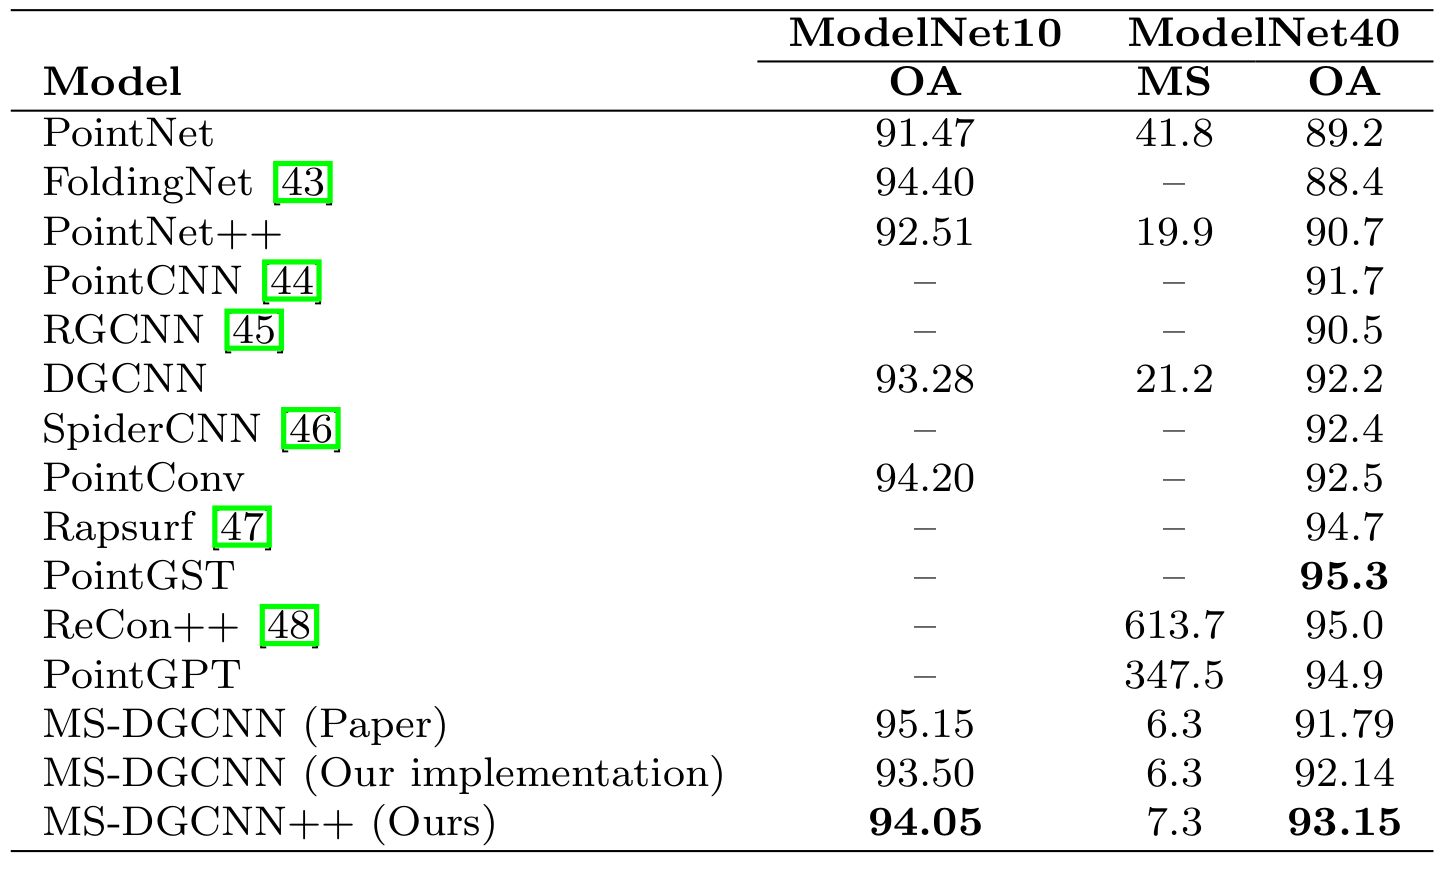 ModelNet10 ModelNet40
Model OA MS OA
PointNet 91.47 41.8 89.2
FoldingNet [43] 94.40 – 88.4
PointNet++ 92.51 19.9 90.7
PointCNN [44] – – 91.7
RGCNN [45] – – 90.5
DGCNN 93.28 21.2 92.2
SpiderCNN [46] – – 92.4
PointConv 94.20 – 92.5
Rapsurf [47] – – 94.7
PointGST – – 95.3
ReCon++ [48] – 613.7 95.0
PointGPT – 347.5 94.9
MS-DGCNN (Paper) 95.15 6.3 91.79
MS-DGCNN (Our implementation) 93.50 6.3 92.14
MS-DGCNN++ (Ours) 94.05 7.3 93.15